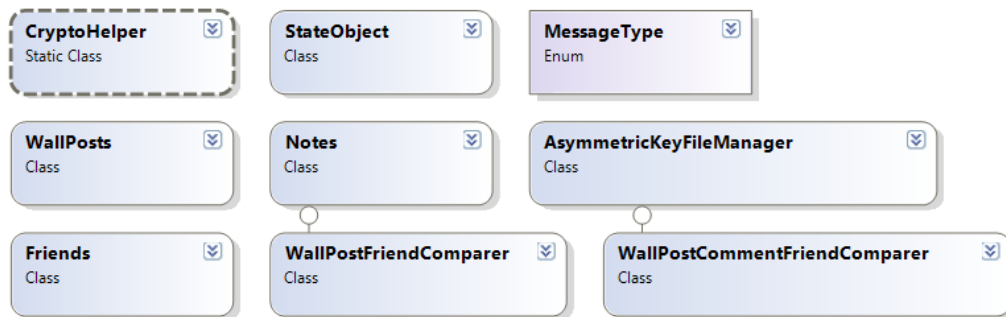 CryptoHelper
Static Class
StateObject
Class
MessageType
Enum
WallPosts
Class
Notes
Class
AsymmetricKeyFileManager
Class
Friends
Class
WallPostFriendComparer
Class
WallPostCommentFriendComparer
Class